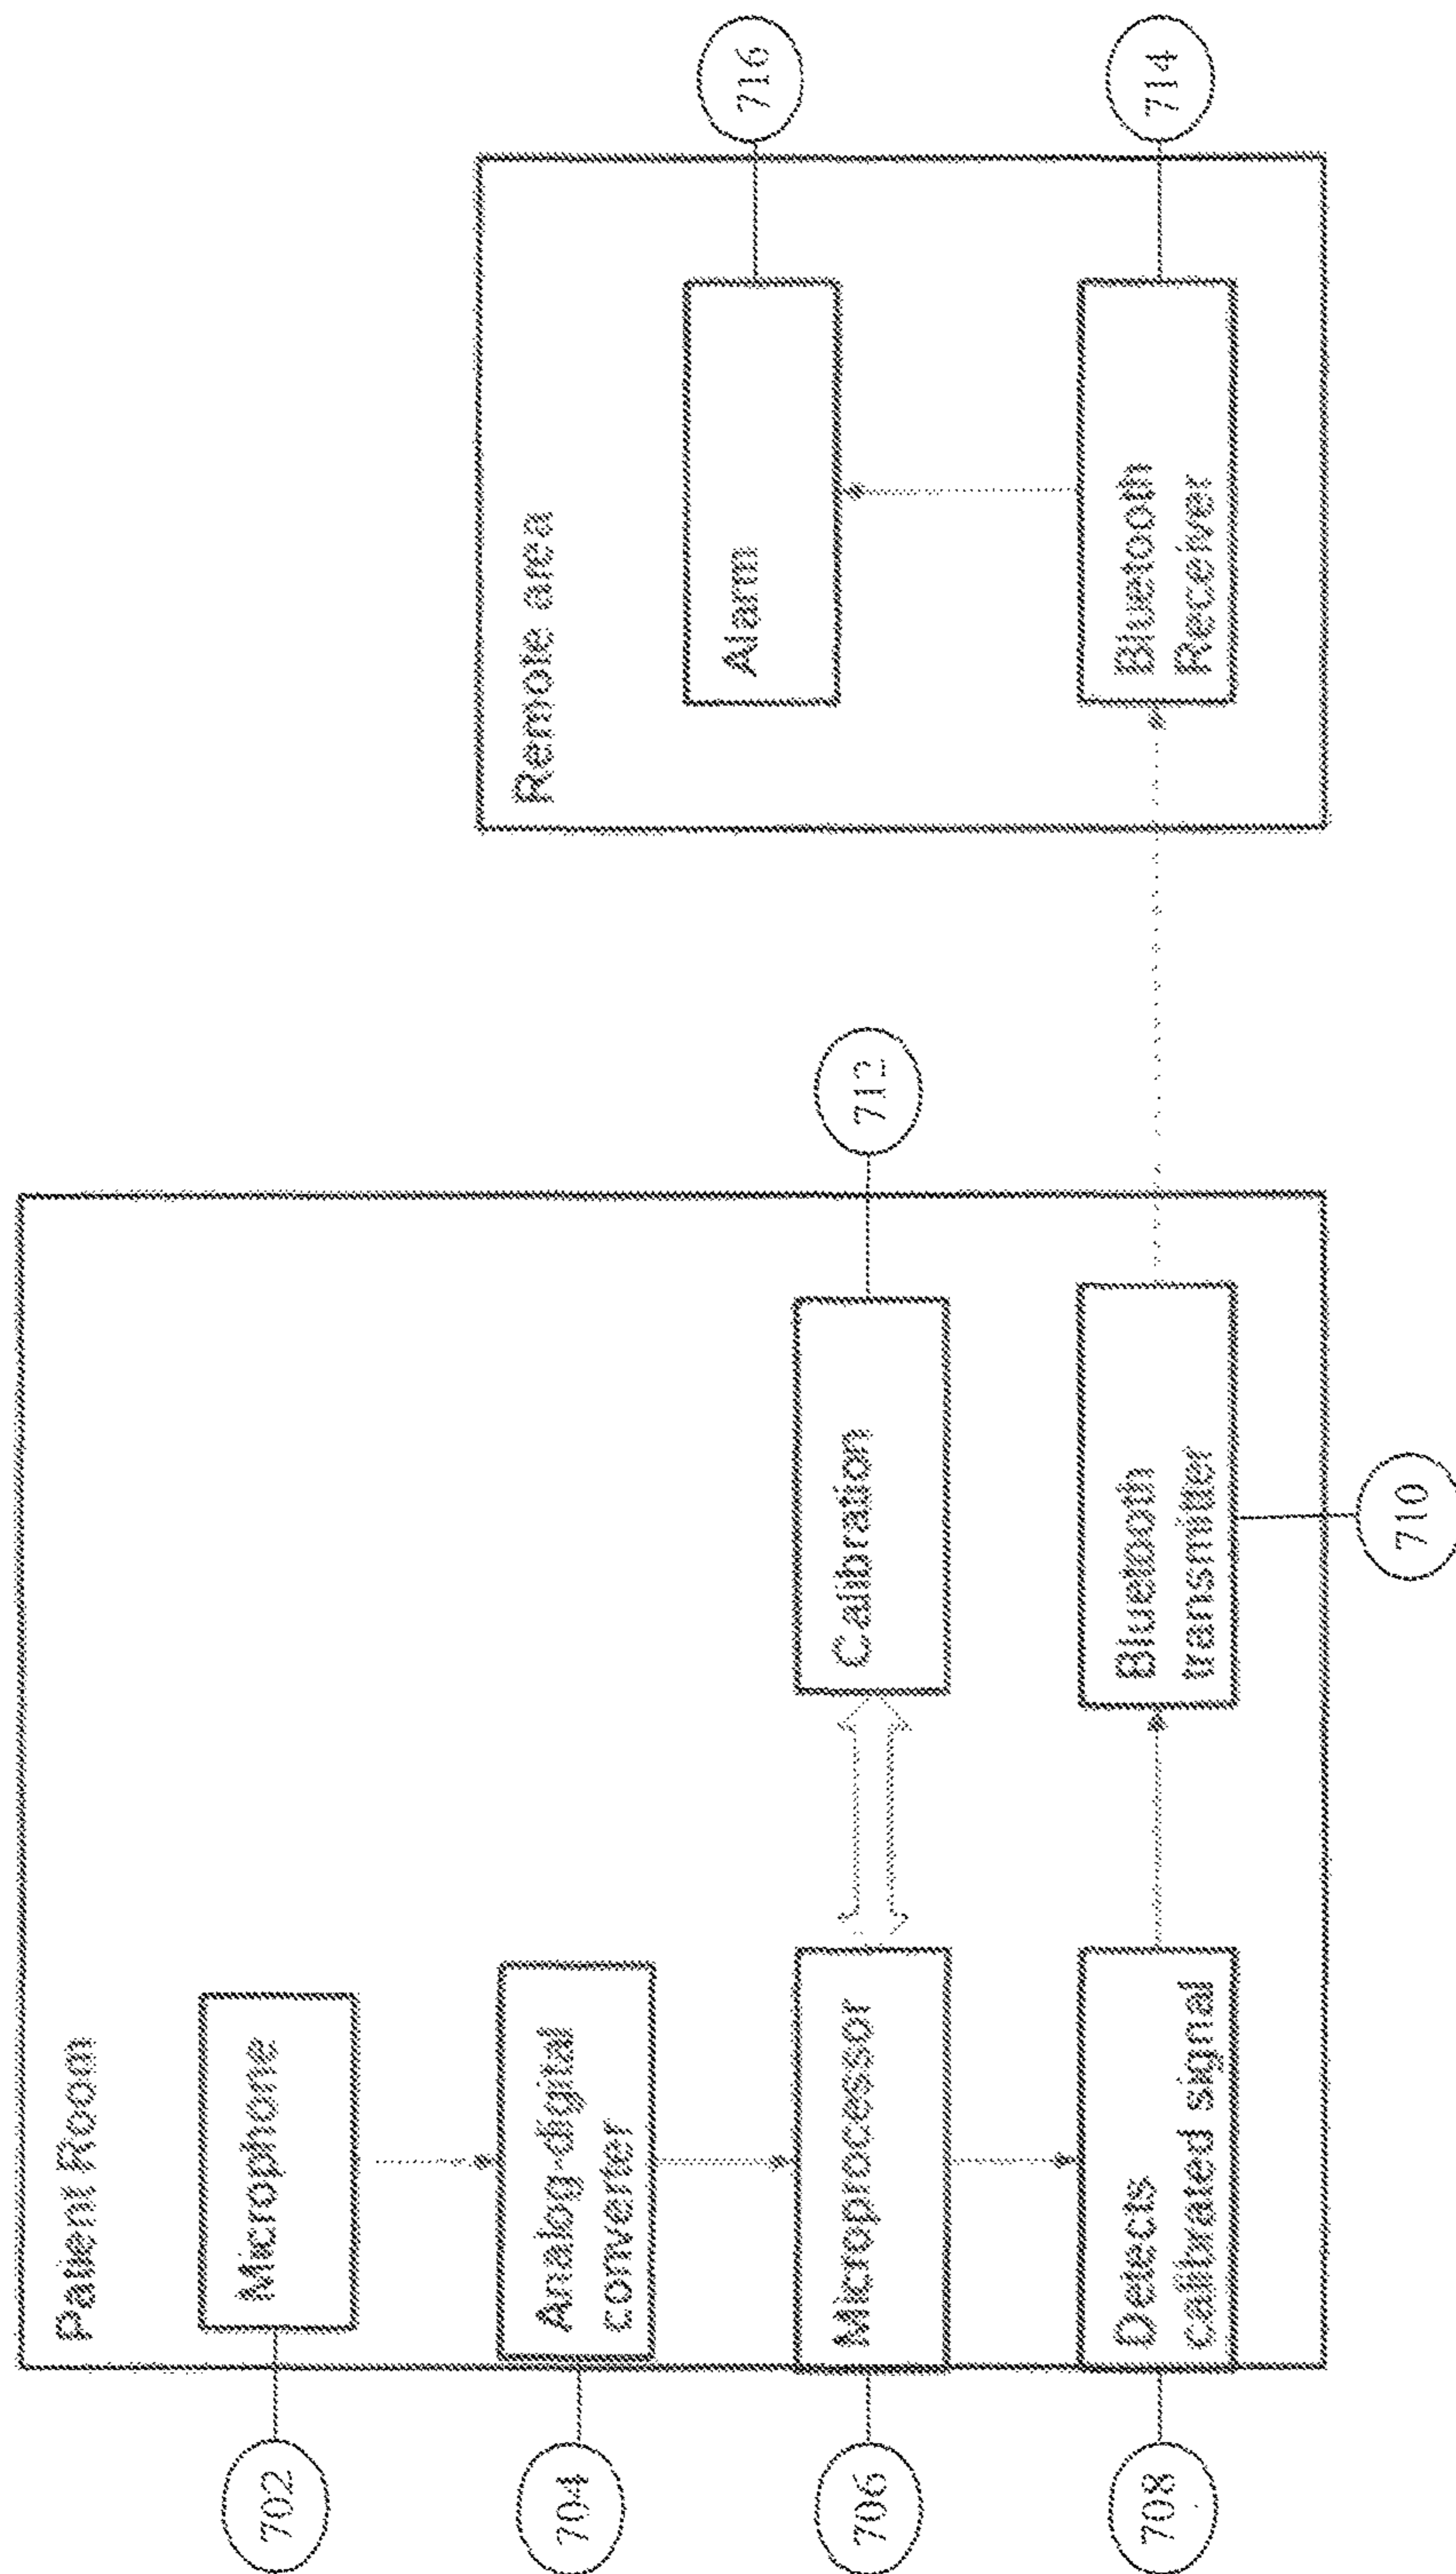 Patient Room
702
Microphone
704
Analog-digital
converter
706
Microprocessor
Calibration
712
708
Detects
calibrated signal
Bluetooth
transmitter
710
Remote area
Alarm
716
Bluetooth
Receiver
714